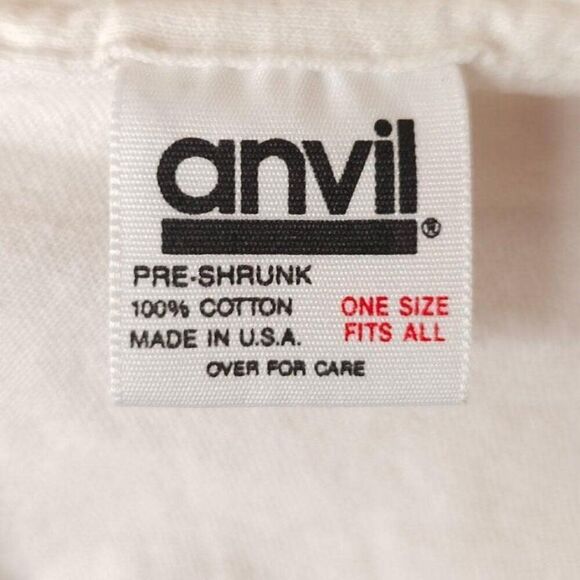 anvil®
PRE-SHRUNK
100% COTTON
MADE IN U.S.A.
ONE SIZE
FITS ALL
OVER FOR CARE